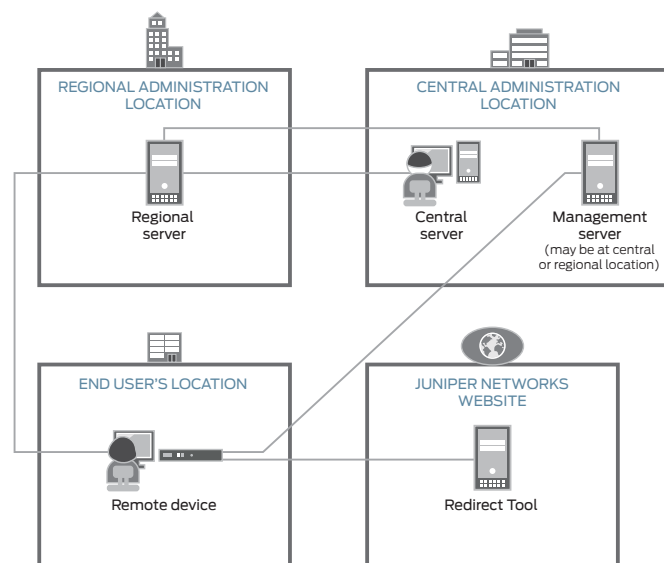 REGIONAL ADMINISTRATION
LOCATION
Regional
server
CENTRAL ADMINISTRATION
LOCATION
Central
server
Management
server
(may be at central
or regional location)
END USER'S LOCATION
Remote device
JUNIPER NETWORKS
WEBSITE
Redirect Tool